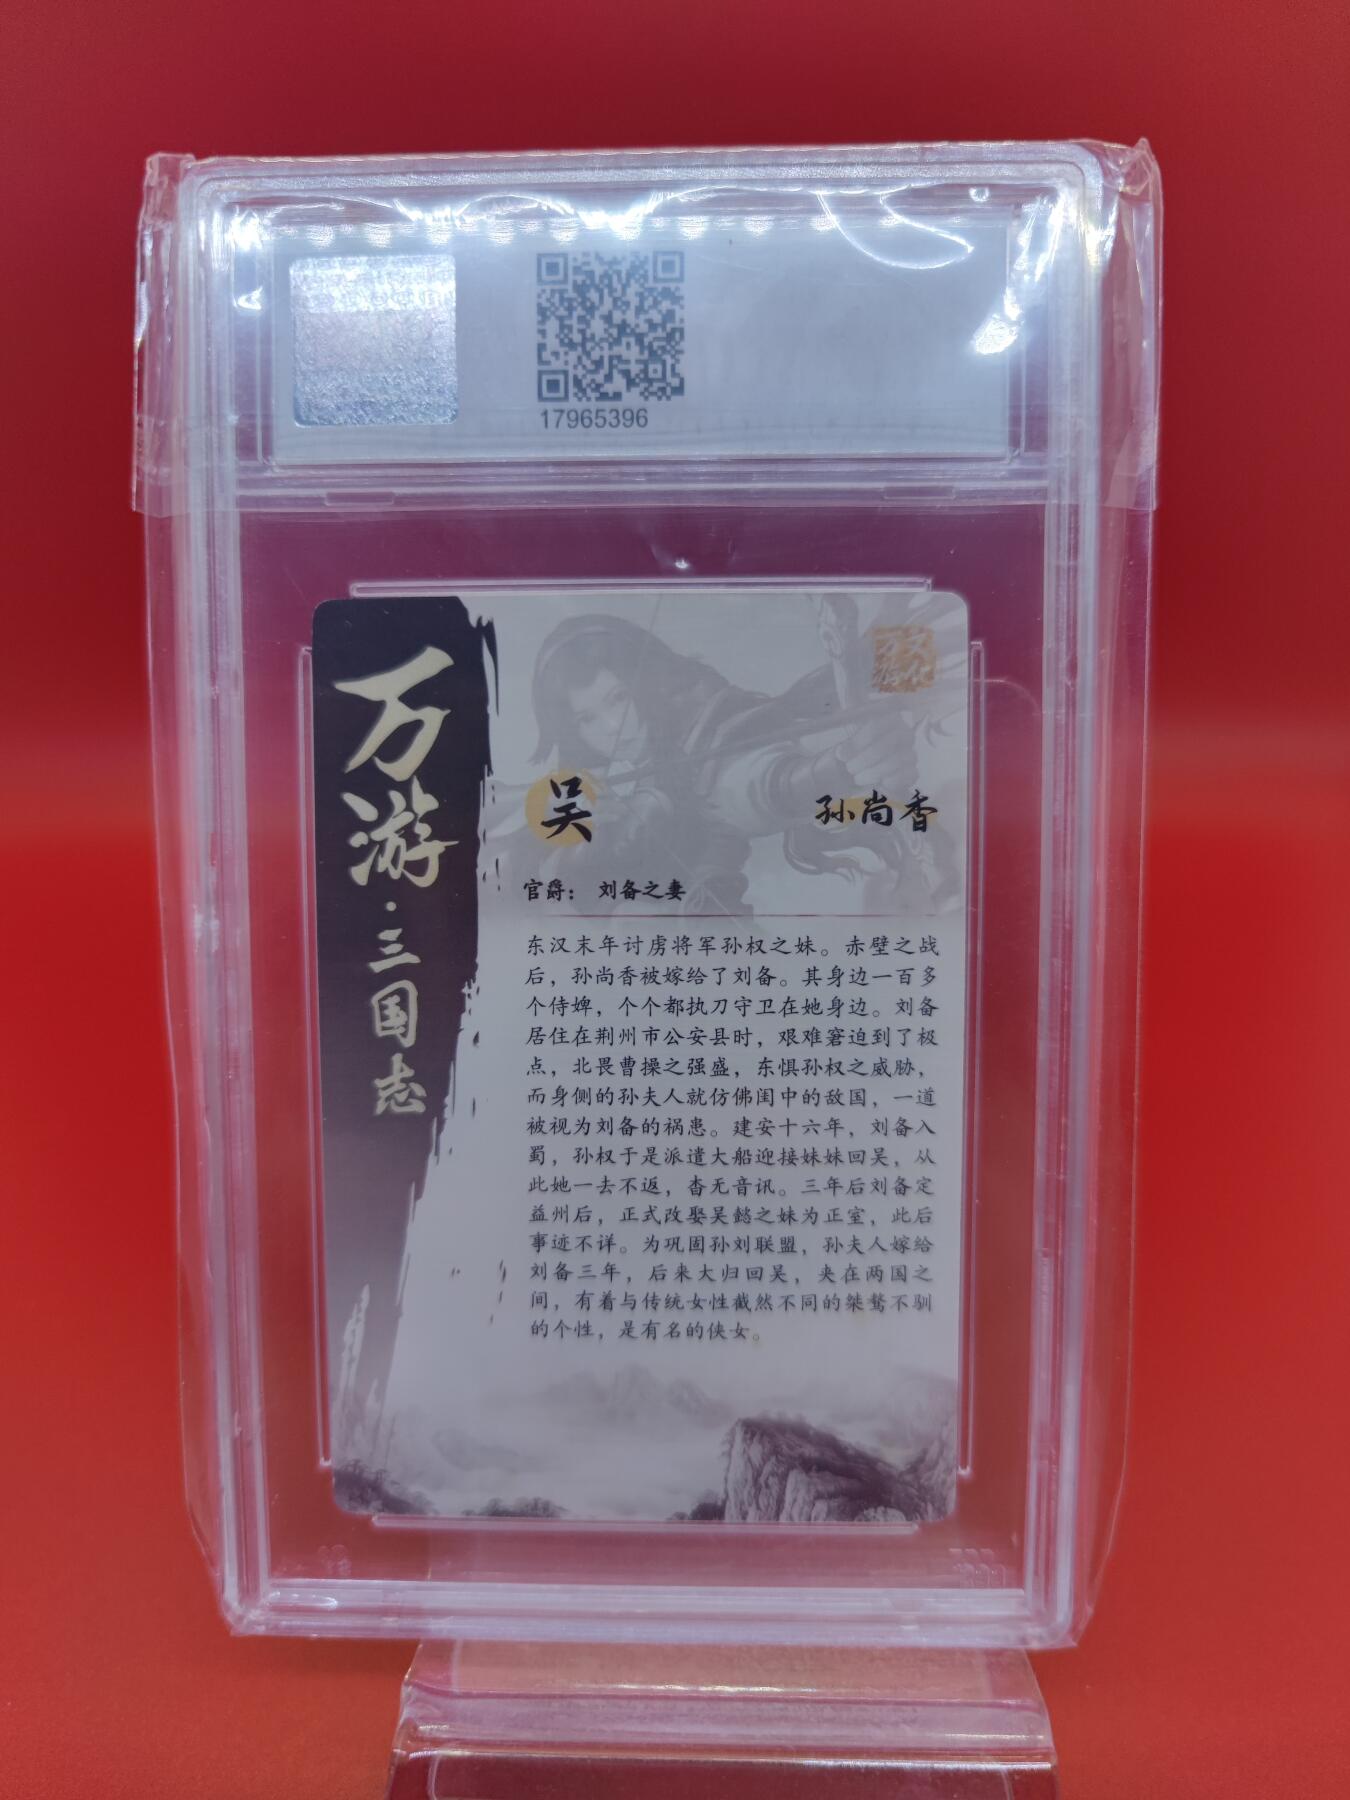 17965396
万游·三国志
万游文化
吴
孙尚香
官爵： 刘备之妻
东汉末年讨虏将军孙权之妹。赤壁之战
后，孙尚香被嫁给了刘备。其身边一百多
个侍婢，个个都执刀守卫在她身边。刘备
居住在荆州市公安县时，艰难窘迫到了极
点，北畏曹操之强盛，东惧孙权之威胁，
而身侧的孙夫人就仿佛闺中的敌国，一道
被视为刘备的祸患。建安十六年，刘备入
蜀，孙权于是派遣大船迎接妹妹回吴，从
此她一去不返，杳无音讯。三年后刘备定
益州后，正式改娶吴懿之妹为正室，此后
事迹不详。为巩固孙刘联盟，孙夫人嫁给
刘备三年，后来大归回吴，夹在两国之
间，有着与传统女性截然不同的桀骜不驯
的个性，是有名的侠女。